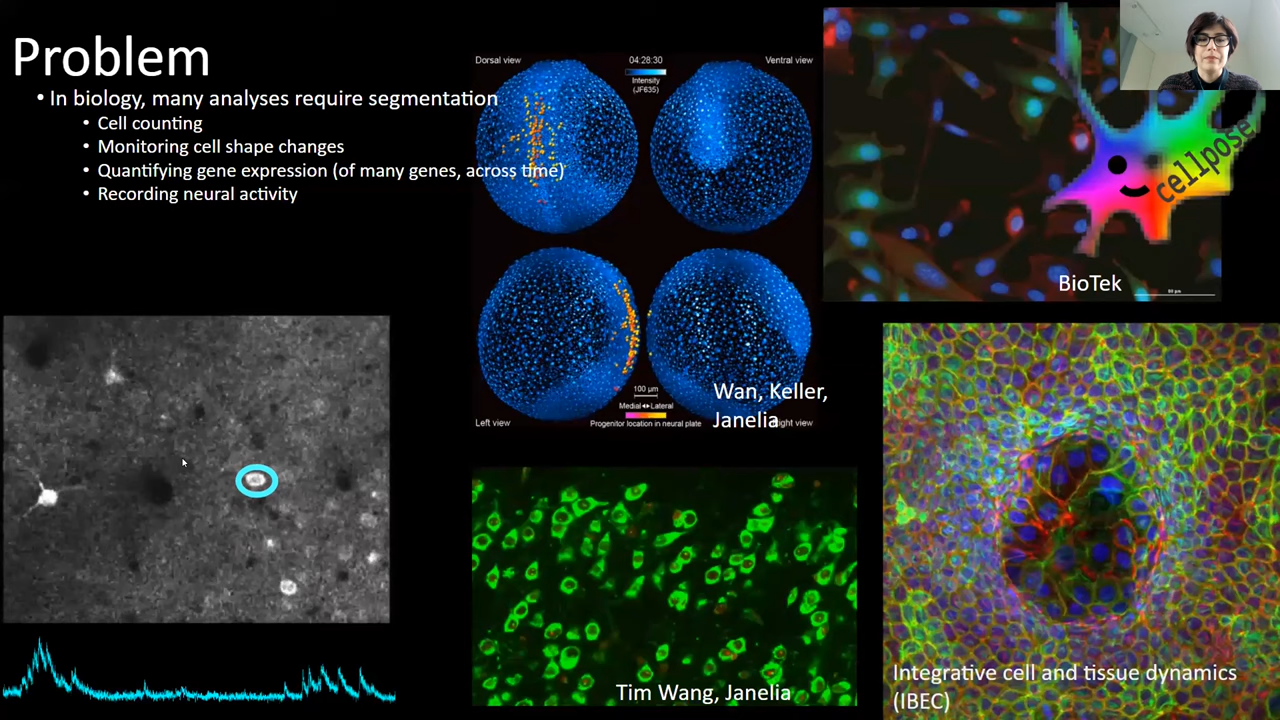 Problem
• In biology, many analyses require segmentation
• Cell counting
• Monitoring cell shape changes
• Quantifying gene expression (of many genes, across time)
• Recording neural activity
Dorsal view
04:28:30
Ventral view
Intensity
(JF635)
100 µm
Medial◄►Lateral
Progenitor location in neural plate
Left view
Right view
Wan, Keller,
Janelia
cellpose
BioTek
Tim Wang, Janelia
Integrative cell and tissue dynamics
(IBEC)